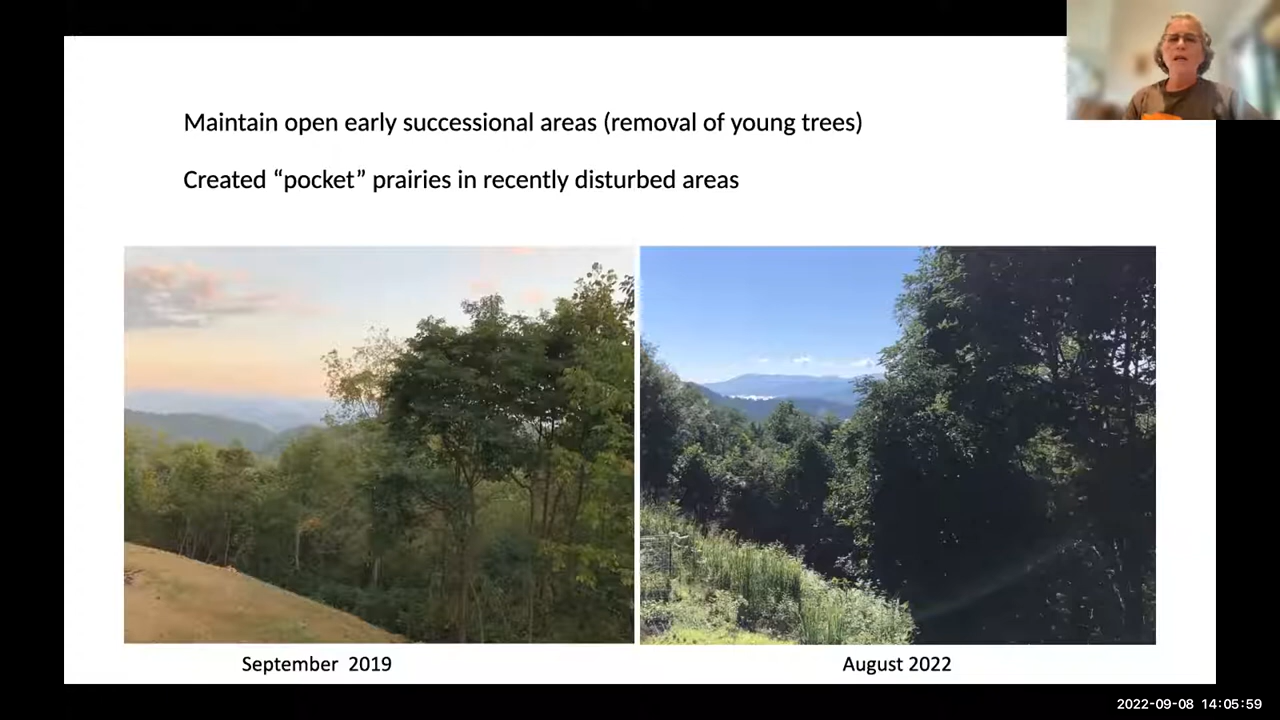 Maintain open early successional areas (removal of young trees)
Created “pocket” prairies in recently disturbed areas
September 2019
August 2022
2022-09-08 14:05:59